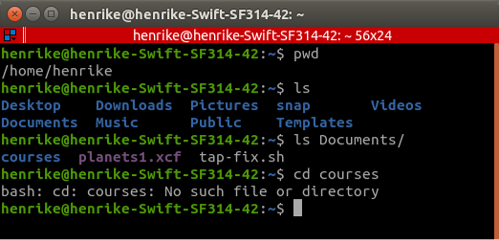 henrike@henrike-Swift-SF314-42: ~
henrike@henrike-Swift-SF314-42: ~ 56x24
henrike@henrike-Swift-SF314-42:~$ pwd
/home/henrike
henrike@henrike-Swift-SF314-42:~$ ls
Desktop Downloads Pictures snap Videos
Documents Music Public Templates
henrike@henrike-Swift-SF314-42:~$ ls Documents/
courses planets1.xcf tap-fix.sh
henrike@henrike-Swift-SF314-42:~$ cd courses
bash: cd: courses: No such file or directory
henrike@henrike-Swift-SF314-42:~$